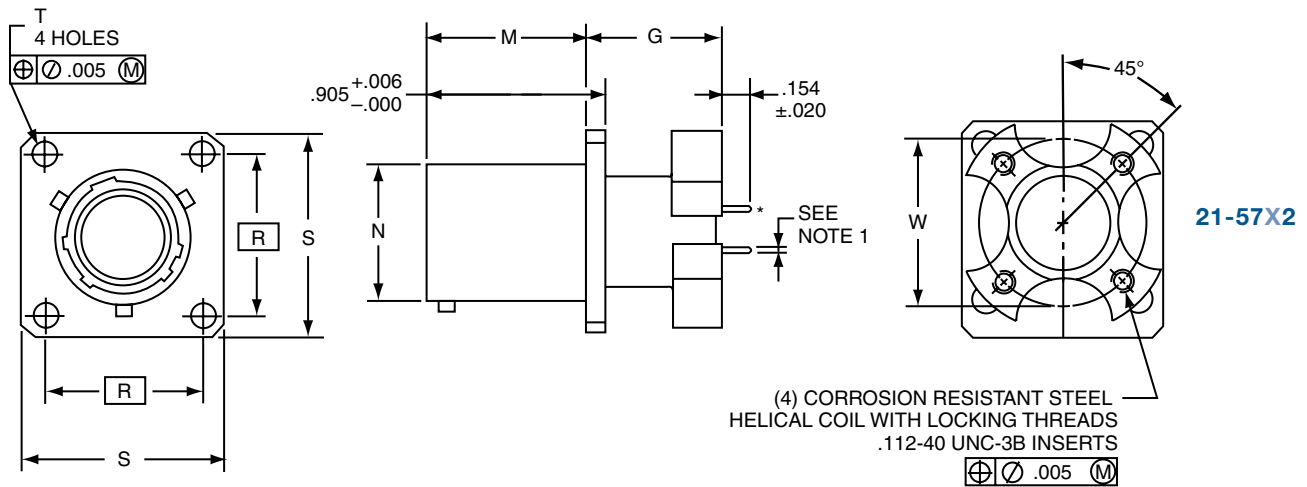 T
4 HOLES
⌖ ⌀ .005 Ⓜ
R
S
R
S
M
G
.905 +.006
–.000
.154
±.020
N
*
SEE
NOTE 1
45°
W
21-57X2
(4) CORROSION RESISTANT STEEL
HELICAL COIL WITH LOCKING THREADS
.112-40 UNC-3B INSERTS
⌖ ⌀ .005 Ⓜ